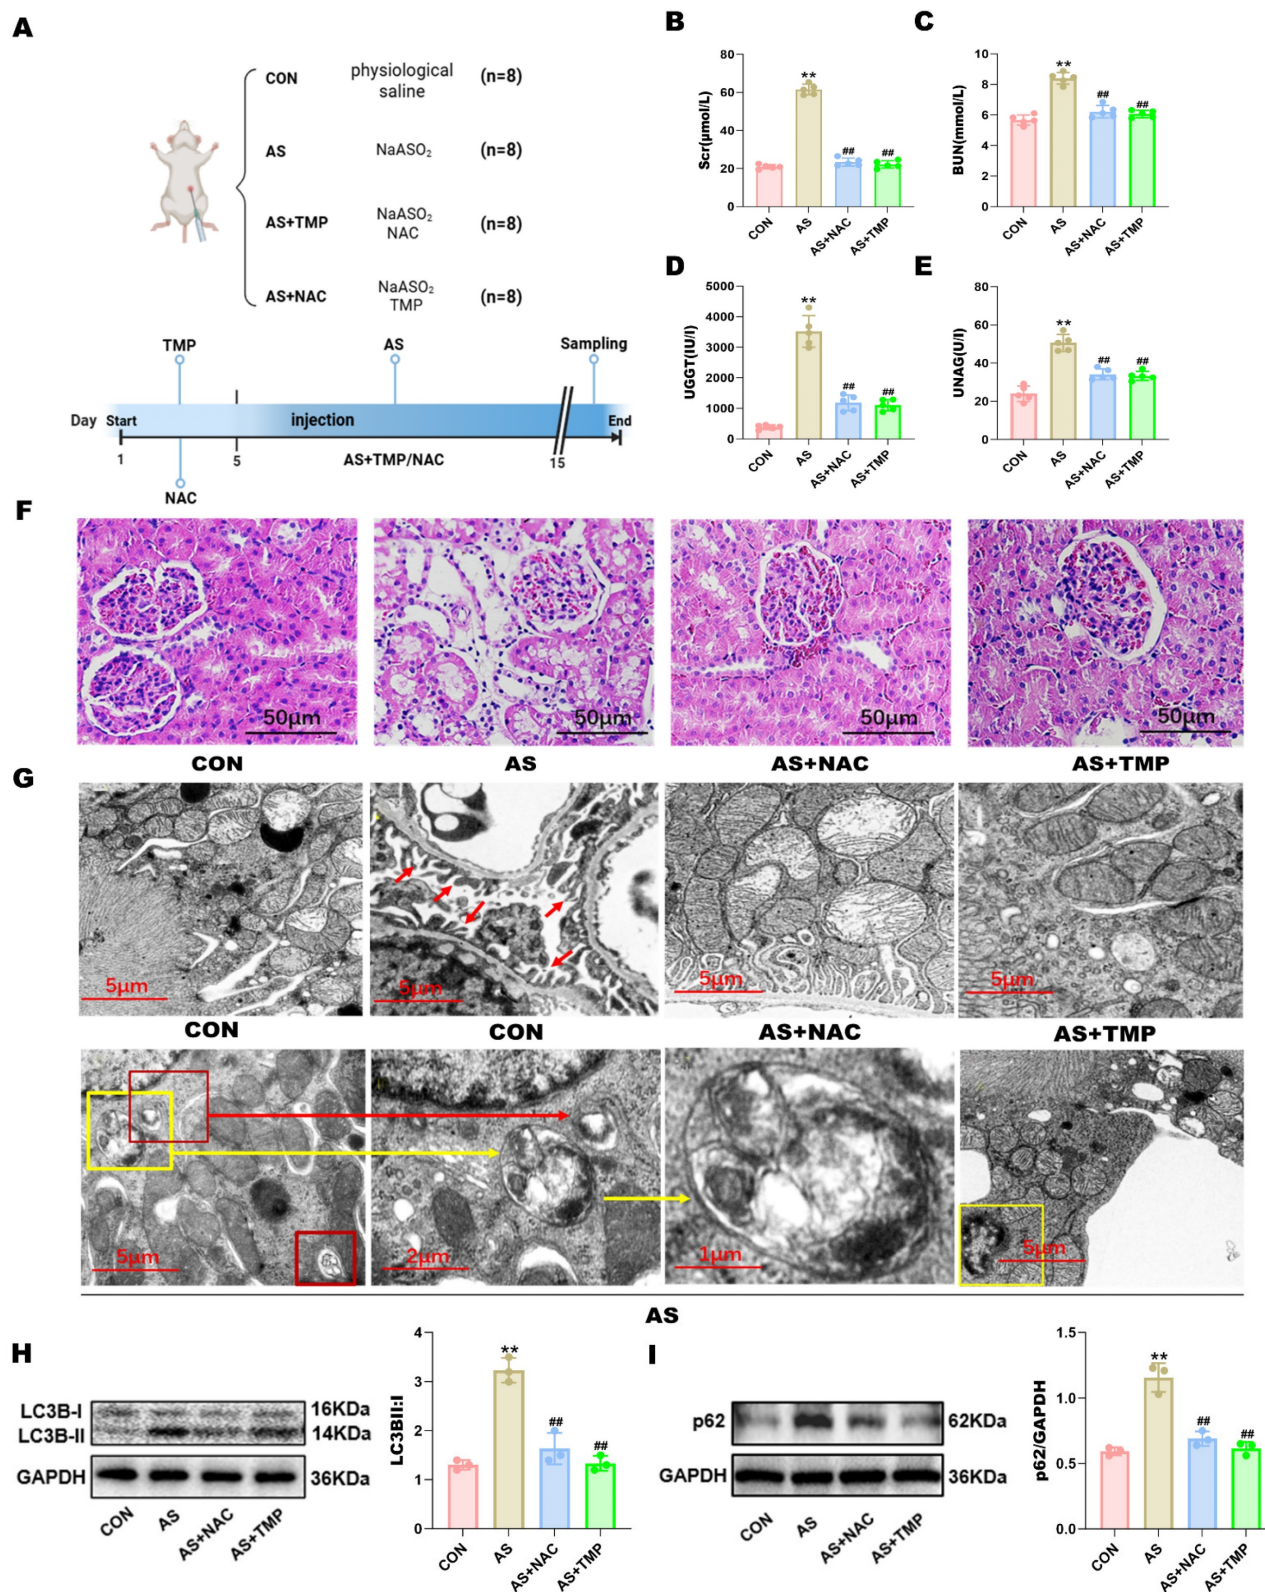 A
CON physiological saline (n=8)
AS NaASO₂ (n=8)
AS+TMP NaASO₂ NAC (n=8)
AS+NAC NaASO₂ TMP (n=8)
TMP AS Sampling
Day Start injection End
1 5 AS+TMP/NAC 15
NAC
B
Scr(μmol/L)
80
60
40
20
0
**
##
##
CON AS AS+NAC AS+TMP
C
BUN(mmol/L)
10
8
6
4
2
0
**
##
##
CON AS AS+NAC AS+TMP
D
UGGT(IU/l)
5000
4000
3000
2000
1000
0
**
##
##
CON AS AS+NAC AS+TMP
E
UNAG(U/l)
80
60
40
20
0
**
##
##
CON AS AS+NAC AS+TMP
F
50μm 50μm 50μm 50μm
CON AS AS+NAC AS+TMP
G
5μm 5μm 5μm 5μm
CON CON AS+NAC AS+TMP
5μm 2μm 1μm 5μm
AS
H
LC3B-I 16KDa
LC3B-II 14KDa
GAPDH 36KDa
CON AS AS+NAC AS+TMP
LC3BII:I
4
3
2
1
0
**
##
##
CON AS AS+NAC AS+TMP
I
p62 62KDa
GAPDH 36KDa
CON AS AS+NAC AS+TMP
p62/GAPDH
1.5
1.0
0.5
0.0
**
##
##
CON AS AS+NAC AS+TMP